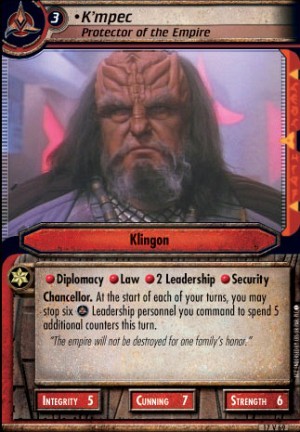 3
•K'mpec
Protector of the Empire
Klingon
Diplomacy Law 2 Leadership Security
Chancellor. At the start of each of your turns, you may
stop six Leadership personnel you command to spend 5
additional counters this turn.
"The empire will not be destroyed for one family's honor."
INTEGRITY 5 CUNNING 7 STRENGTH 6